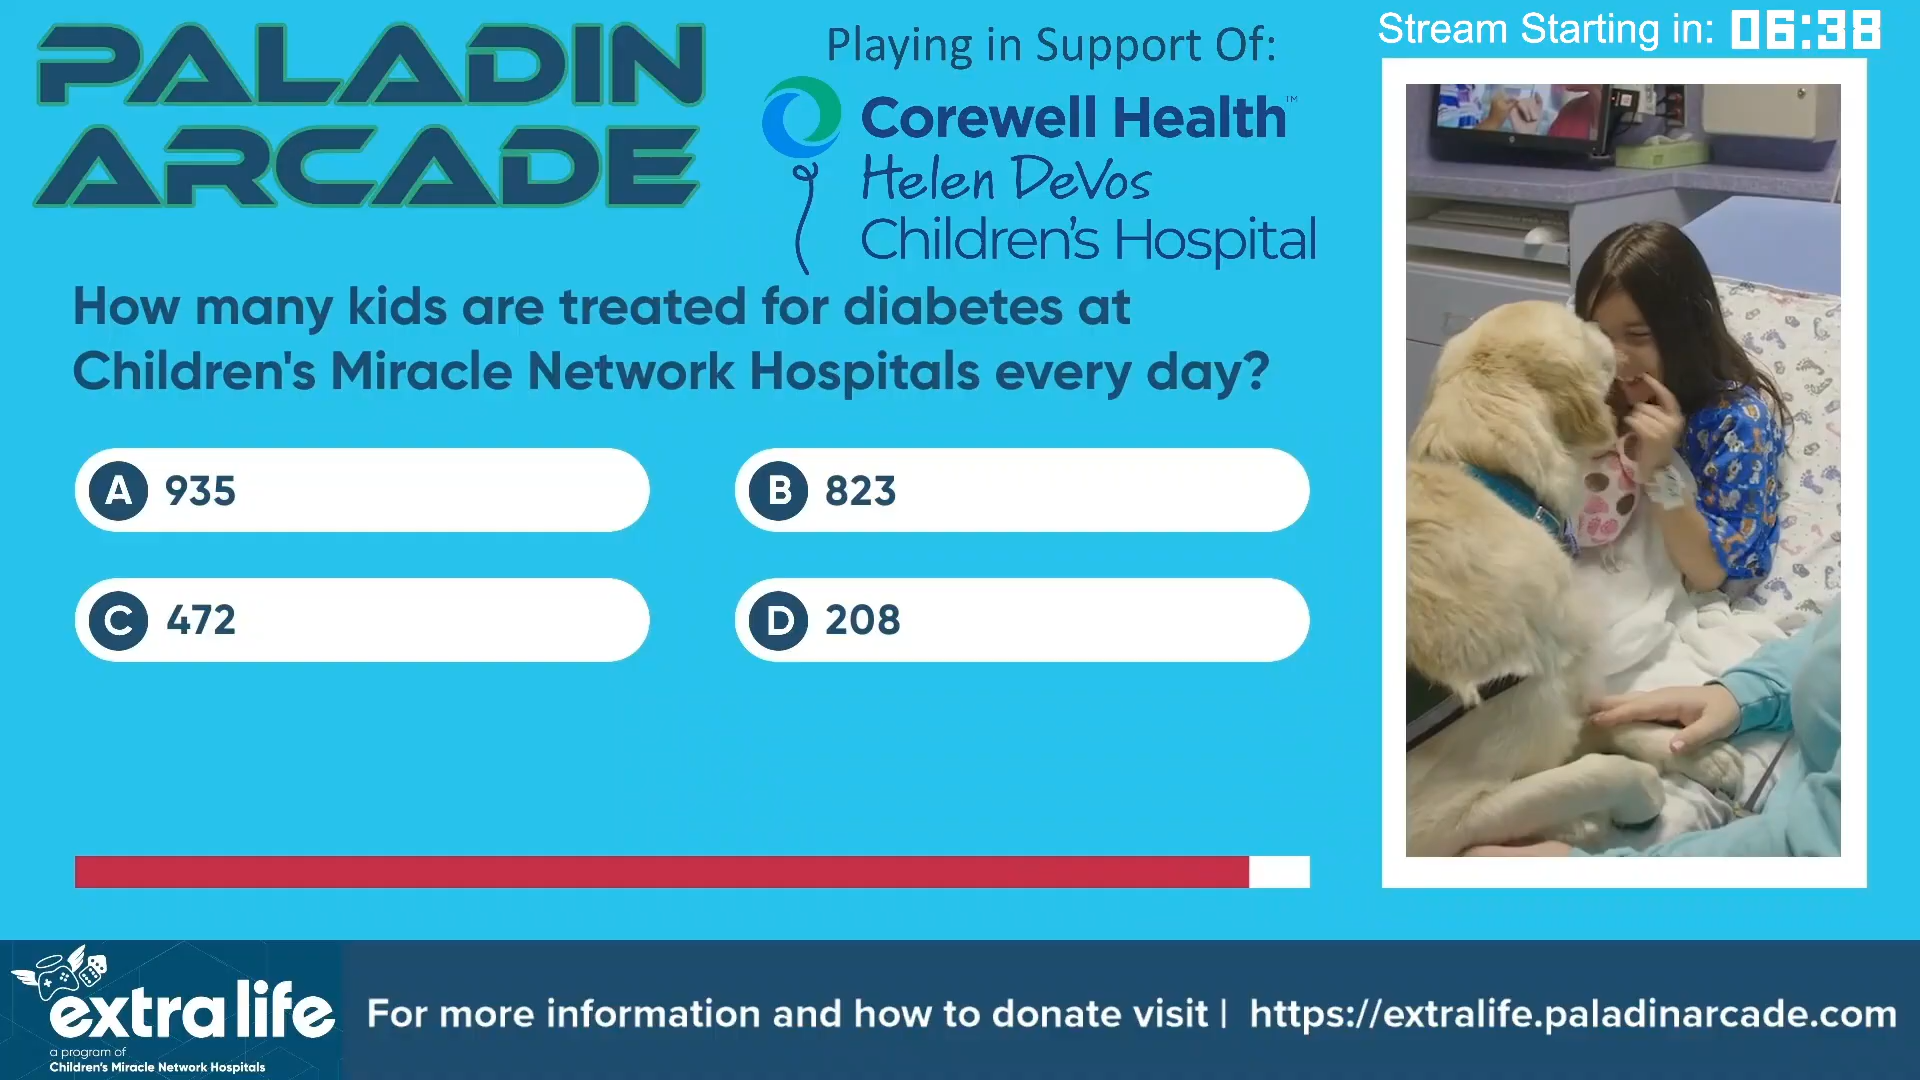 PALADIN
ARCADE
Playing in Support Of:
Corewell Health™
Helen DeVos
Children's Hospital
Stream Starting in: 06:38
How many kids are treated for diabetes at
Children's Miracle Network Hospitals every day?
A 935
B 823
C 472
D 208
extralife
a program of
Children's Miracle Network Hospitals
For more information and how to donate visit | https://extralife.paladinarcade.com